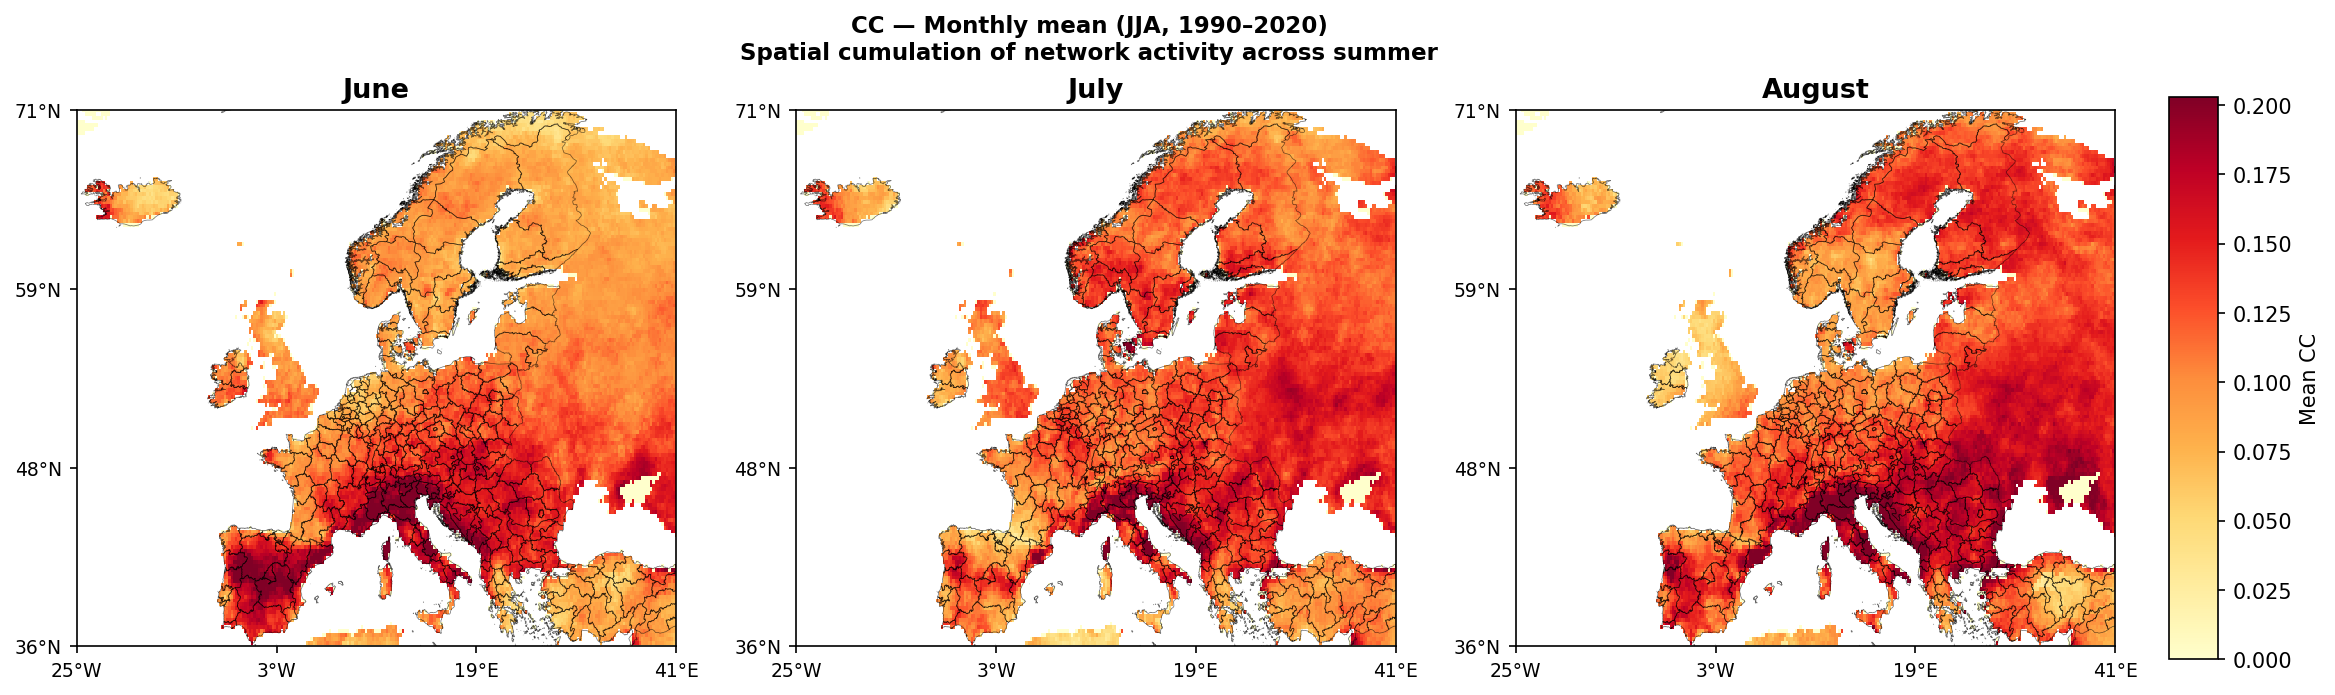 CC — Monthly mean (JJA, 1990–2020)
Spatial cumulation of network activity across summer
June
July
August
71°N
59°N
48°N
36°N
25°W
3°W
19°E
41°E
71°N
59°N
48°N
36°N
25°W
3°W
19°E
41°E
71°N
59°N
48°N
36°N
25°W
3°W
19°E
41°E
0.200
0.175
0.150
0.125
0.100
0.075
0.050
0.025
0.000
Mean CC